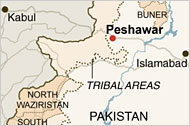 Kabul
BUNER
Peshawar
Islamabad
TRIBAL AREAS
NORTH
WAZIRISTAN
SOUTH
PAKISTAN